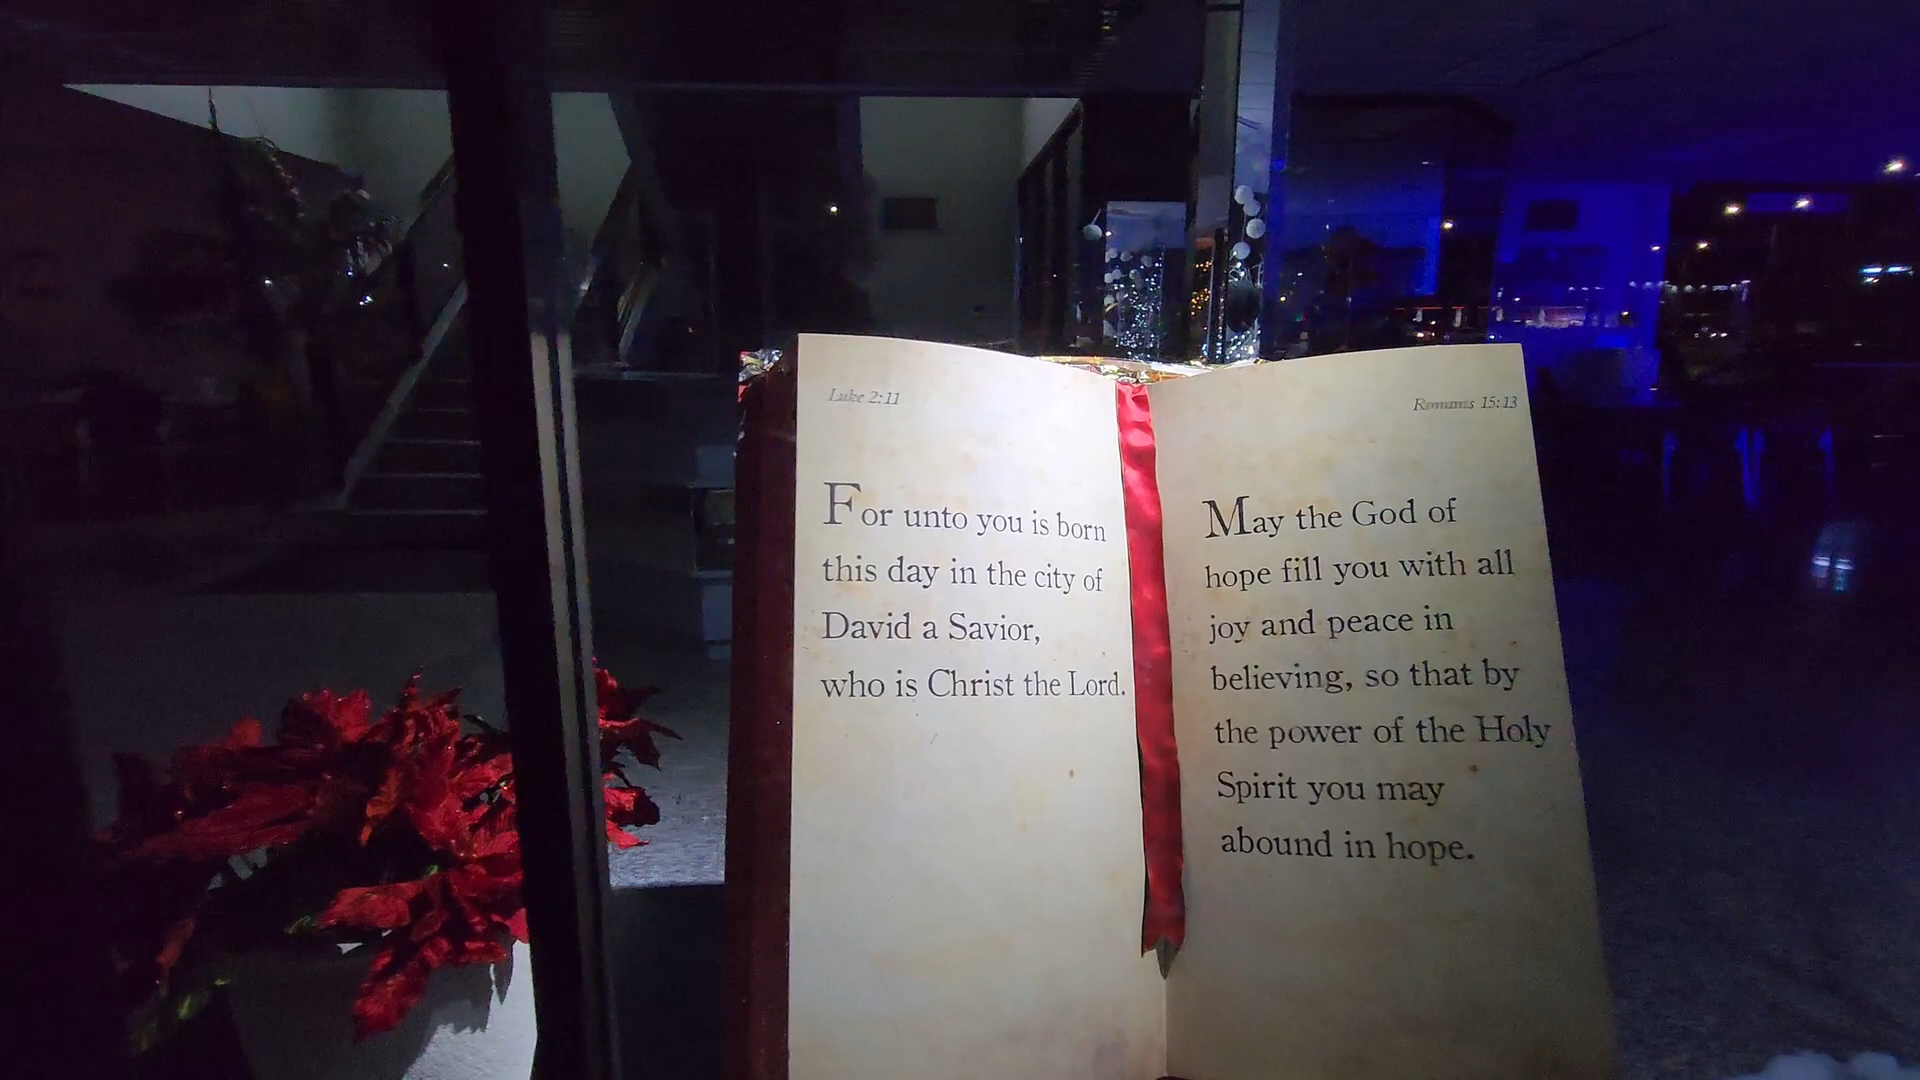 Luke 2:11
For unto you is born
this day in the city of
David a Savior,
who is Christ the Lord.
Romans 15:13
May the God of
hope fill you with all
joy and peace in
believing, so that by
the power of the Holy
Spirit you may
abound in hope.